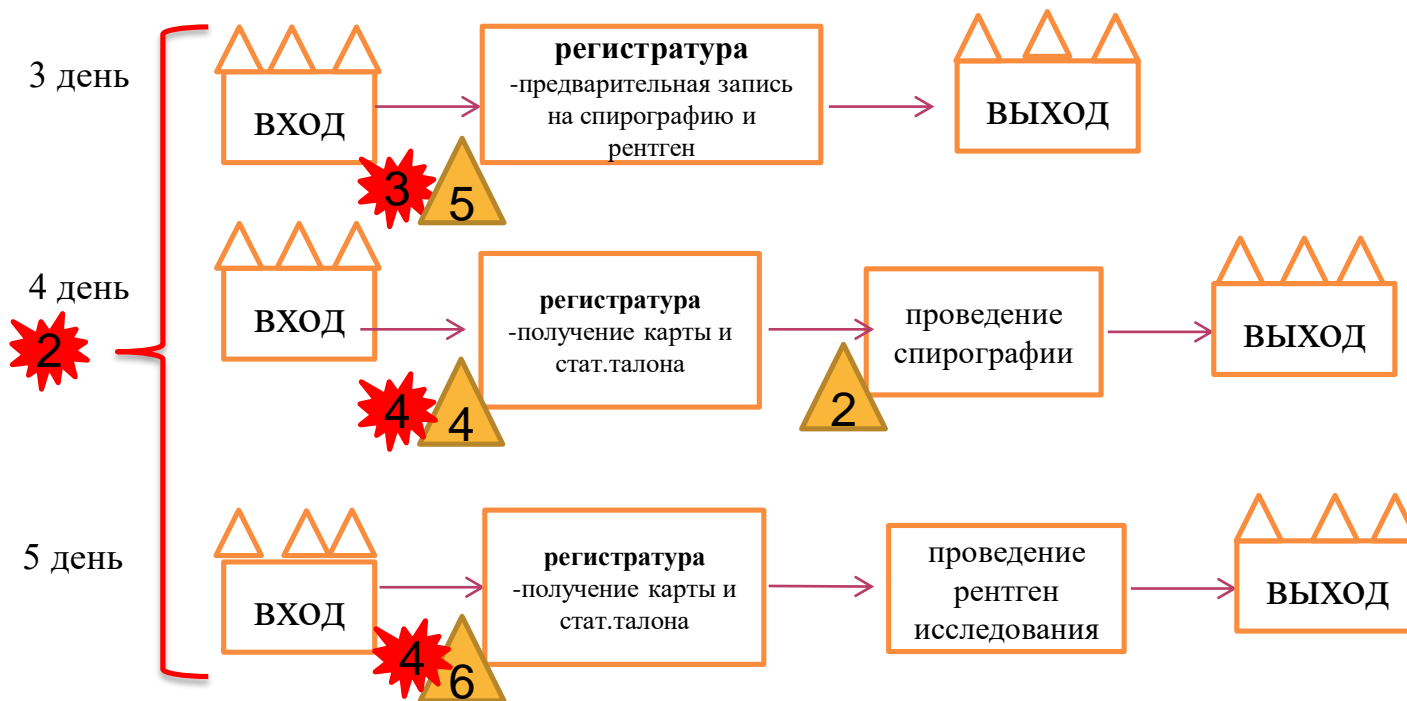 3 день
ВХОД
регистратура
-предварительная запись
на спирографию и
рентген
ВЫХОД
3
5
4 день
2
ВХОД
регистратура
-получение карты и
стат.талона
проведение
спирографии
ВЫХОД
4
4
2
5 день
ВХОД
регистратура
-получение карты и
стат.талона
проведение
рентген
исследования
ВЫХОД
4
6